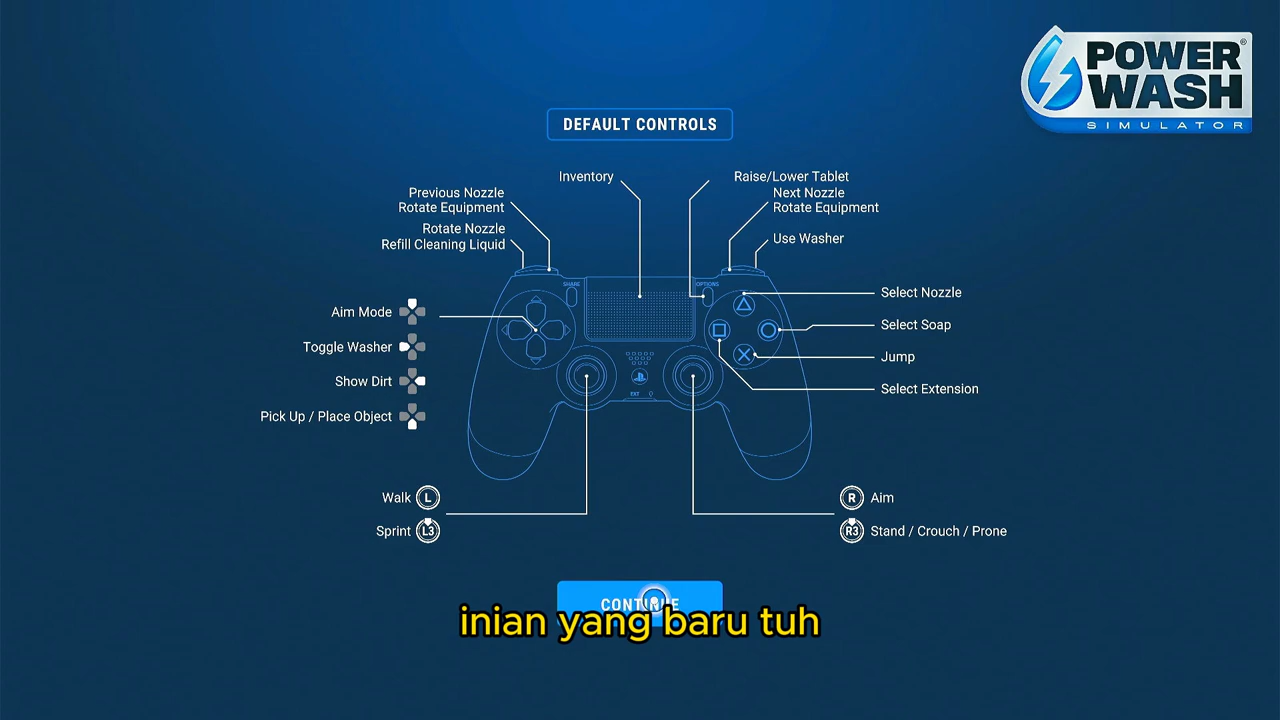 POWER
WASH
SIMULATOR
DEFAULT CONTROLS
Inventory
Raise/Lower Tablet
Previous Nozzle
Rotate Equipment
Next Nozzle
Rotate Equipment
Rotate Nozzle
Refill Cleaning Liquid
Use Washer
SHARE
OPTIONS
Aim Mode
Toggle Washer
Show Dirt
Pick Up / Place Object
Select Nozzle
Select Soap
Jump
Select Extension
EXT
Walk L
Sprint L3
R Aim
R3 Stand / Crouch / Prone
CONTINUE
inian yang baru tuh